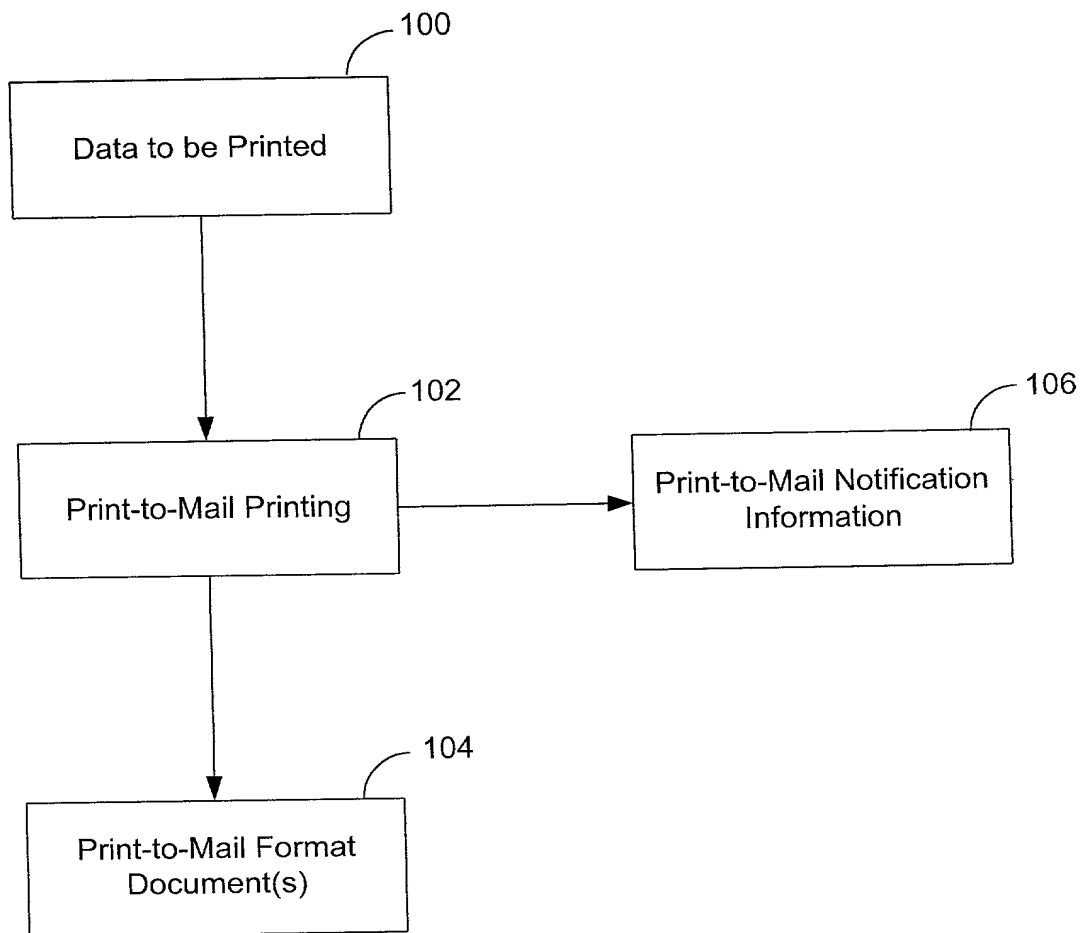 100
Data to be Printed
102
Print-to-Mail Printing
106
Print-to-Mail Notification
Information
104
Print-to-Mail Format
Document(s)